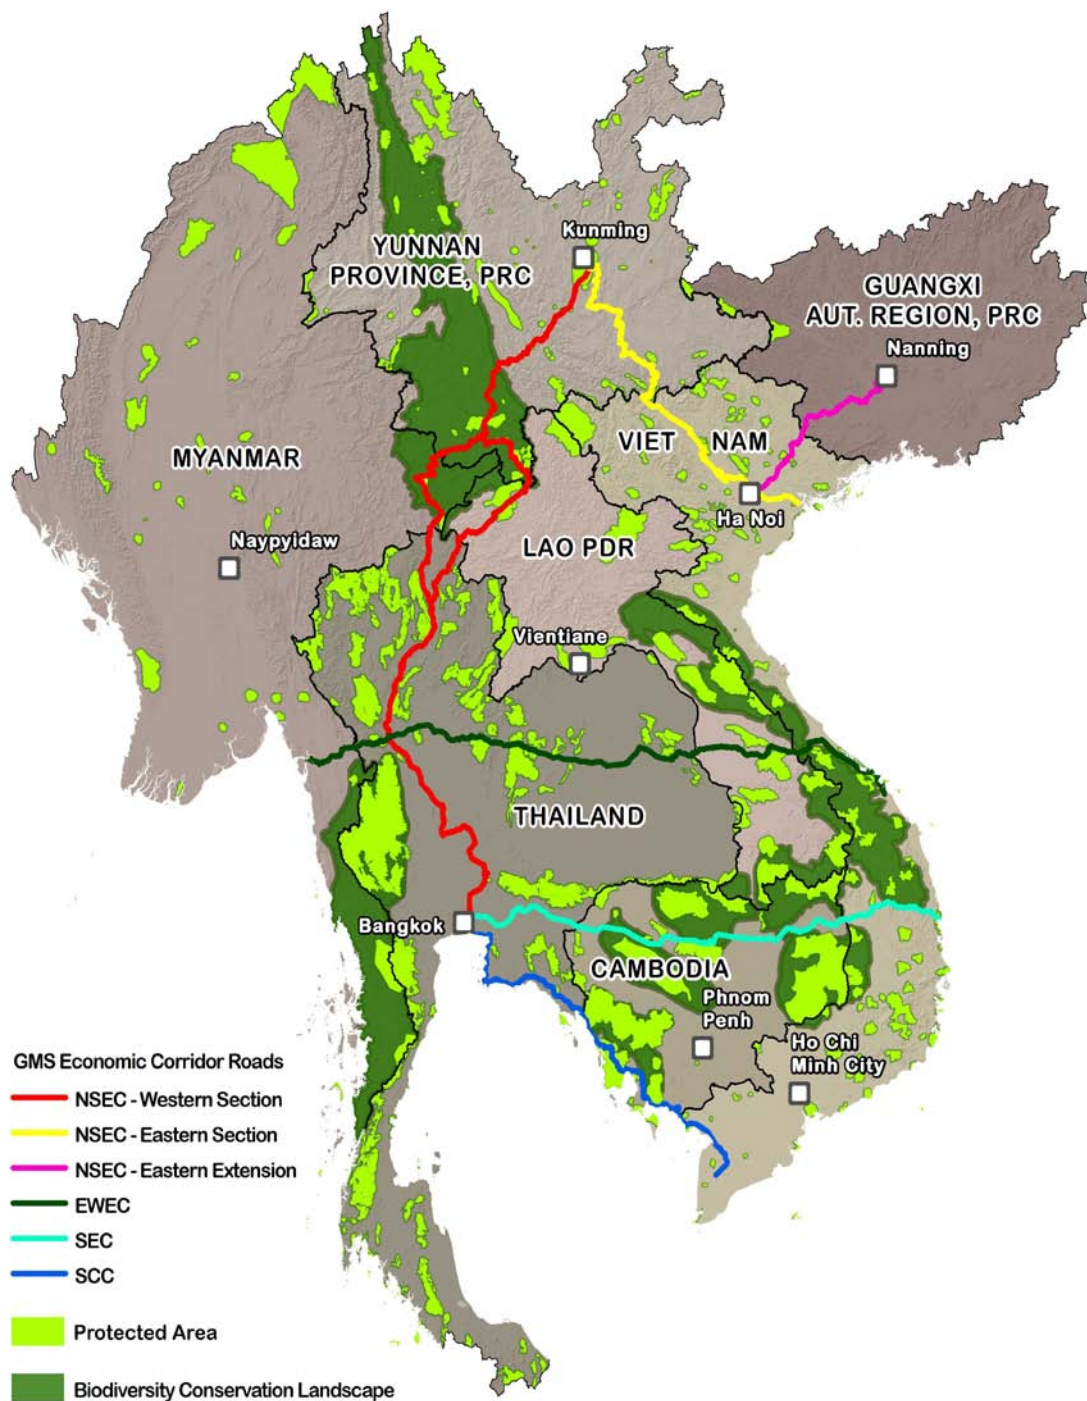 Kunming
YUNNAN
PROVINCE, PRC
GUANGXI
AUT. REGION, PRC
Nanning
MYANMAR
VIET NAM
Ha Noi
LAO PDR
Naypyidaw
Vientiane
THAILAND
Bangkok
CAMBODIA
Phnom
Penh
Ho Chi
Minh City
GMS Economic Corridor Roads
NSEC - Western Section
NSEC - Eastern Section
NSEC - Eastern Extension
EWEC
SEC
SCC
Protected Area
Biodiversity Conservation Landscape